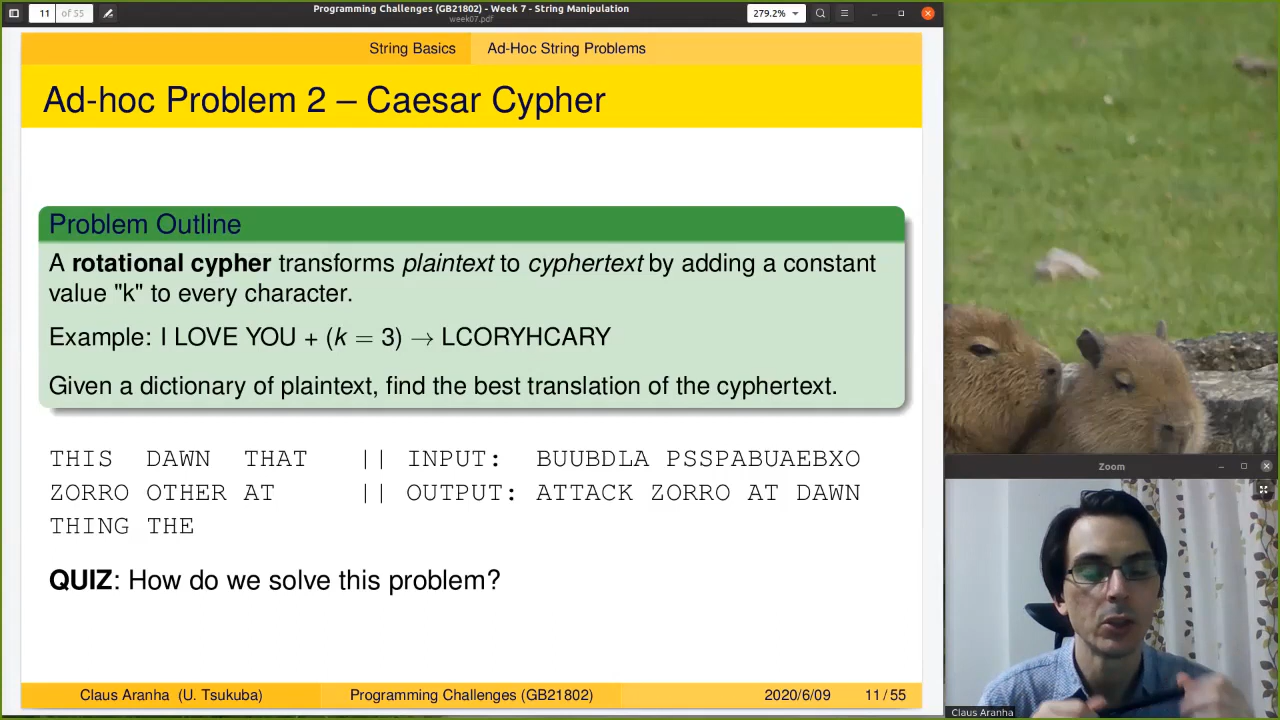 11 of 55
Programming Challenges (GB21802) - Week 7 - String Manipulation
week07.pdf
279.2%
String Basics Ad-Hoc String Problems
Ad-hoc Problem 2 – Caesar Cypher
Problem Outline
A rotational cypher transforms plaintext to cyphertext by adding a constant
value "k" to every character.
Example: I LOVE YOU + (k = 3) → LCORYHCARY
Given a dictionary of plaintext, find the best translation of the cyphertext.
THIS DAWN THAT || INPUT: BUUBDLA PSSPABUAEBXO
ZORRO OTHER AT || OUTPUT: ATTACK ZORRO AT DAWN
THING THE
QUIZ: How do we solve this problem?
Claus Aranha (U. Tsukuba) Programming Challenges (GB21802) 2020/6/09 11 / 55
Zoom
Claus Aranha